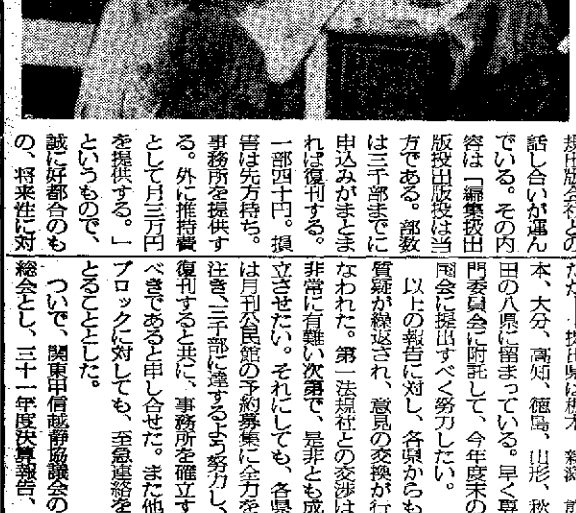 話し合いが運ん
でいる。その内
容は「編集抜出
版投出版投は当
方である。部数
は三千部までに
申込みがまとま
れば復刊する。
一部四十円。損
害は先方持ち。
事務所を提供す
る。外に推持費
として月三万円
を提供する。」
というもので、
誠に好都合のも
の、将来性に対
本、大分、高知、徳島、山形、秋
田の八県に留まっている。早く専
門委員会に附託して、今年度末の
国会に提出すべく努力したい。
以上の報告に対し、各県からも
質疑が繰返され、意見の交換が行
なわれた。第一法規社との交渉は
非常に有難い次第で、是非とも成
立させたい。それにしても、各県
は月刊公民館の予約募集に全力を
注き、三千部に達するよう努力し、
復刊すると共に、事務所を確立す
べきであると申し合せた。また他
ブロックに対しても、至急連絡を
とることとした。
ついで、関東甲信越静協議会の
総会とし、三十一年度決算報告、